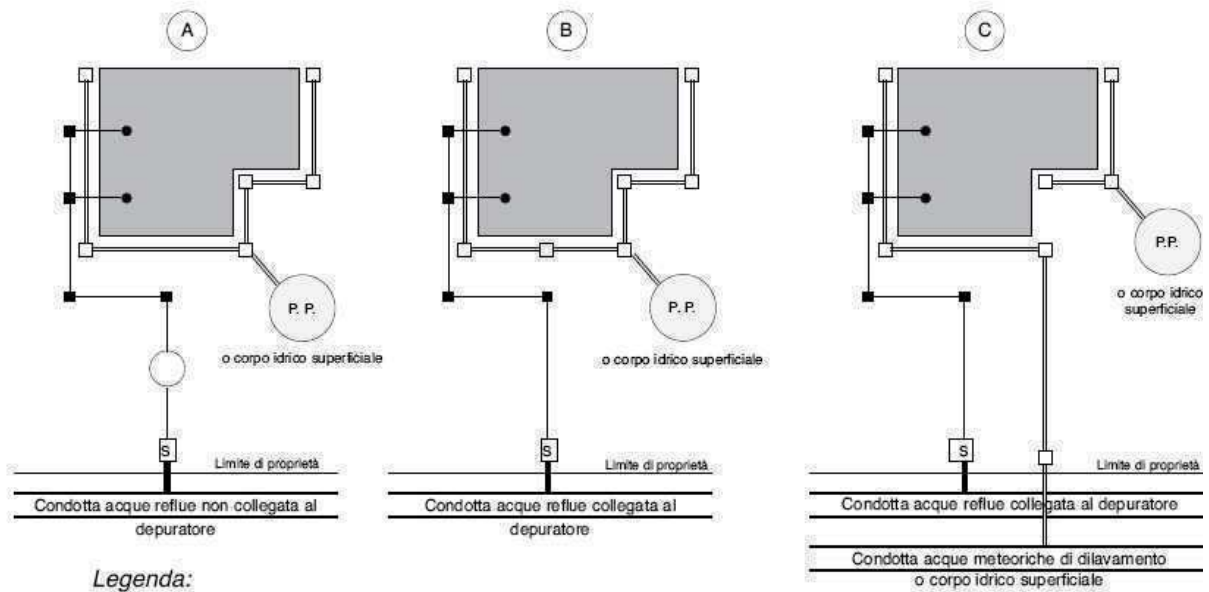 A
B
C
P. P.
o corpo idrico superficiale
S
Limite di proprietà
Condotta acque reflue non collegata al
depuratore
P. P.
o corpo idrico superficiale
S
Limite di proprietà
Condotta acque reflue collegata al
depuratore
P.P.
o corpo idrico
superficiale
S
Limite di proprietà
Condotta acque reflue collegata al depuratore
Condotta acque meteoriche di dilavamento
o corpo idrico superficiale
Legenda: